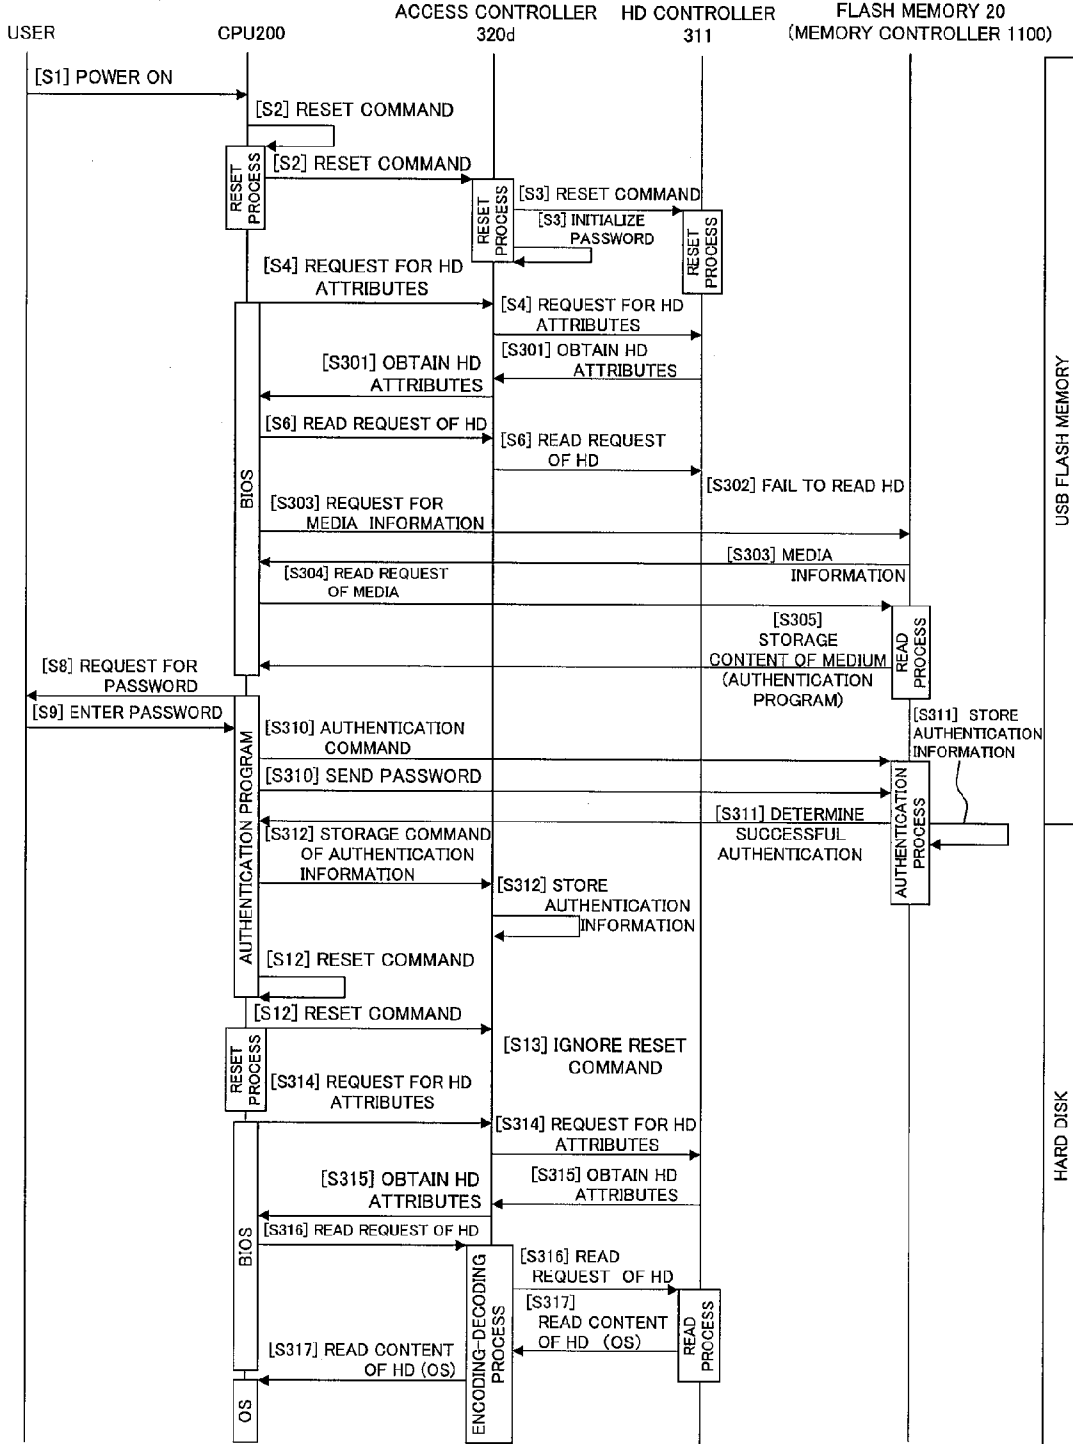 ACCESS CONTROLLER
HD CONTROLLER
FLASH MEMORY 20
USER
CPU200
320d
311
(MEMORY CONTROLLER 1100)
[S1] POWER ON
[S2] RESET COMMAND
RESET
PROCESS
[S2] RESET COMMAND
RESET
PROCESS
[S3] RESET COMMAND
[S3] INITIALIZE
PASSWORD
RESET
PROCESS
[S4] REQUEST FOR HD
ATTRIBUTES
[S4] REQUEST FOR HD
ATTRIBUTES
[S301] OBTAIN HD
ATTRIBUTES
[S301] OBTAIN HD
ATTRIBUTES
[S6] READ REQUEST OF HD
[S6] READ REQUEST
OF HD
BIOS
[S302] FAIL TO READ HD
[S303] REQUEST FOR
MEDIA INFORMATION
[S303] MEDIA
INFORMATION
[S304] READ REQUEST
OF MEDIA
[S305]
STORAGE
CONTENT OF MEDIUM
(AUTHENTICATION
PROGRAM)
READ
PROCESS
USB FLASH MEMORY
[S8] REQUEST FOR
PASSWORD
[S9] ENTER PASSWORD
AUTHENTICATION PROGRAM
[S310] AUTHENTICATION
COMMAND
[S310] SEND PASSWORD
[S311] STORE
AUTHENTICATION
INFORMATION
AUTHENTICATION
PROCESS
[S311] DETERMINE
SUCCESSFUL
AUTHENTICATION
[S312] STORAGE COMMAND
OF AUTHENTICATION
INFORMATION
[S312] STORE
AUTHENTICATION
INFORMATION
[S12] RESET COMMAND
[S12] RESET COMMAND
RESET
PROCESS
[S13] IGNORE RESET
COMMAND
[S314] REQUEST FOR HD
ATTRIBUTES
[S314] REQUEST FOR HD
ATTRIBUTES
[S315] OBTAIN HD
ATTRIBUTES
[S315] OBTAIN HD
ATTRIBUTES
HARD DISK
[S316] READ REQUEST OF HD
BIOS
ENCODING-DECODING
PROCESS
[S316] READ
REQUEST OF HD
[S317]
READ CONTENT
OF HD (OS)
READ
PROCESS
[S317] READ CONTENT
OF HD (OS)
OS